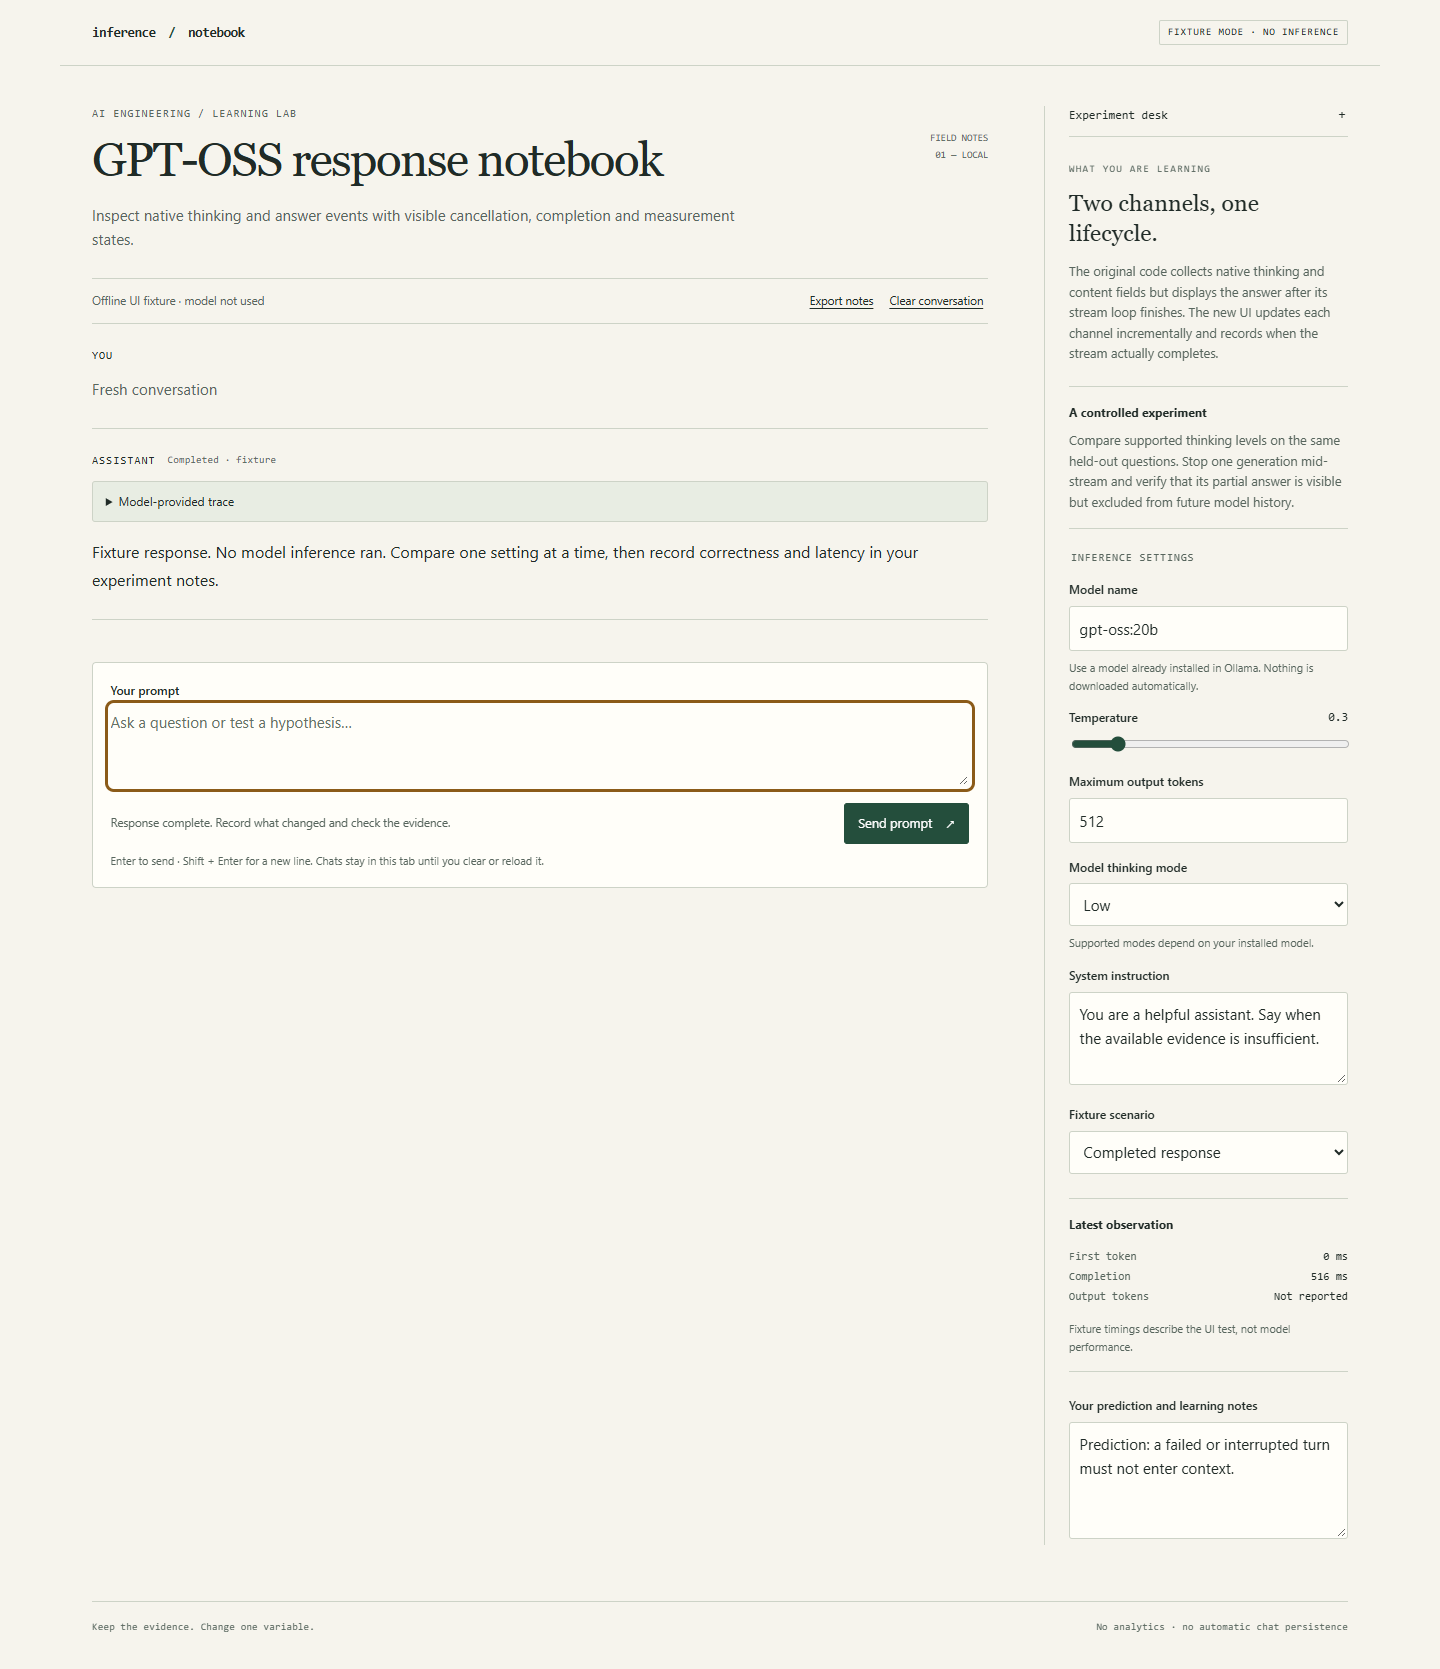 inference / notebook
FIXTURE MODE · NO INFERENCE
AI ENGINEERING / LEARNING LAB
GPT-OSS response notebook
FIELD NOTES
01 — LOCAL
Inspect native thinking and answer events with visible cancellation, completion and measurement
states.
Offline UI fixture · model not used
Export notes
Clear conversation
YOU
Fresh conversation
ASSISTANT Completed · fixture
▶ Model-provided trace
Fixture response. No model inference ran. Compare one setting at a time, then record correctness and latency in your
experiment notes.
Your prompt
Ask a question or test a hypothesis...
Response complete. Record what changed and check the evidence.
Send prompt ↗
Enter to send · Shift + Enter for a new line. Chats stay in this tab until you clear or reload it.
Experiment desk +
WHAT YOU ARE LEARNING
Two channels, one
lifecycle.
The original code collects native thinking and
content fields but displays the answer after its
stream loop finishes. The new UI updates each
channel incrementally and records when the
stream actually completes.
A controlled experiment
Compare supported thinking levels on the same
held-out questions. Stop one generation mid-
stream and verify that its partial answer is visible
but excluded from future model history.
INFERENCE SETTINGS
Model name
gpt-oss:20b
Use a model already installed in Ollama. Nothing is
downloaded automatically.
Temperature 0.3
Maximum output tokens
512
Model thinking mode
Low
Supported modes depend on your installed model.
System instruction
You are a helpful assistant. Say when
the available evidence is insufficient.
Fixture scenario
Completed response
Latest observation
First token 0 ms
Completion 516 ms
Output tokens Not reported
Fixture timings describe the UI test, not model
performance.
Your prediction and learning notes
Prediction: a failed or interrupted turn
must not enter context.
Keep the evidence. Change one variable.
No analytics · no automatic chat persistence